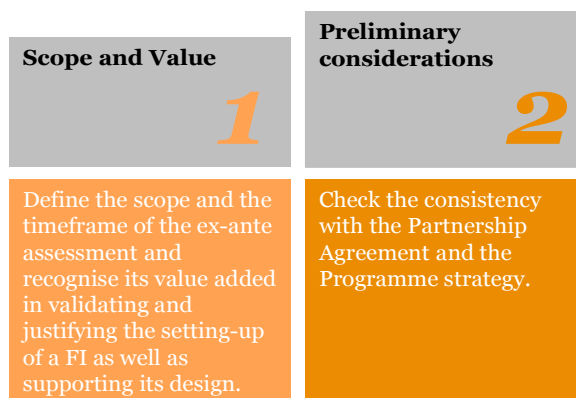 Scope and Value
1
Define the scope and the
timeframe of the ex-ante
assessment and
recognise its value added
in validating and
justifying the setting-up
of a FI as well as
supporting its design.
Preliminary
considerations
2
Check the consistency
with the Partnership
Agreement and the
Programme strategy.